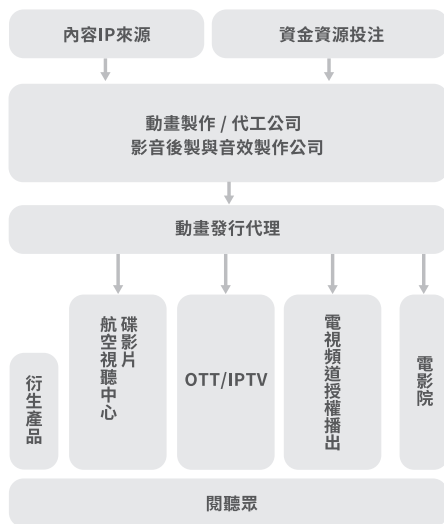 內容IP來源
資金資源投注
動畫製作 / 代工公司
影音後製與音效製作公司
動畫發行代理
衍生產品
碟影片
航空視聽中心
OTT/IPTV
電視頻道授權播出
電影院
閱聽眾